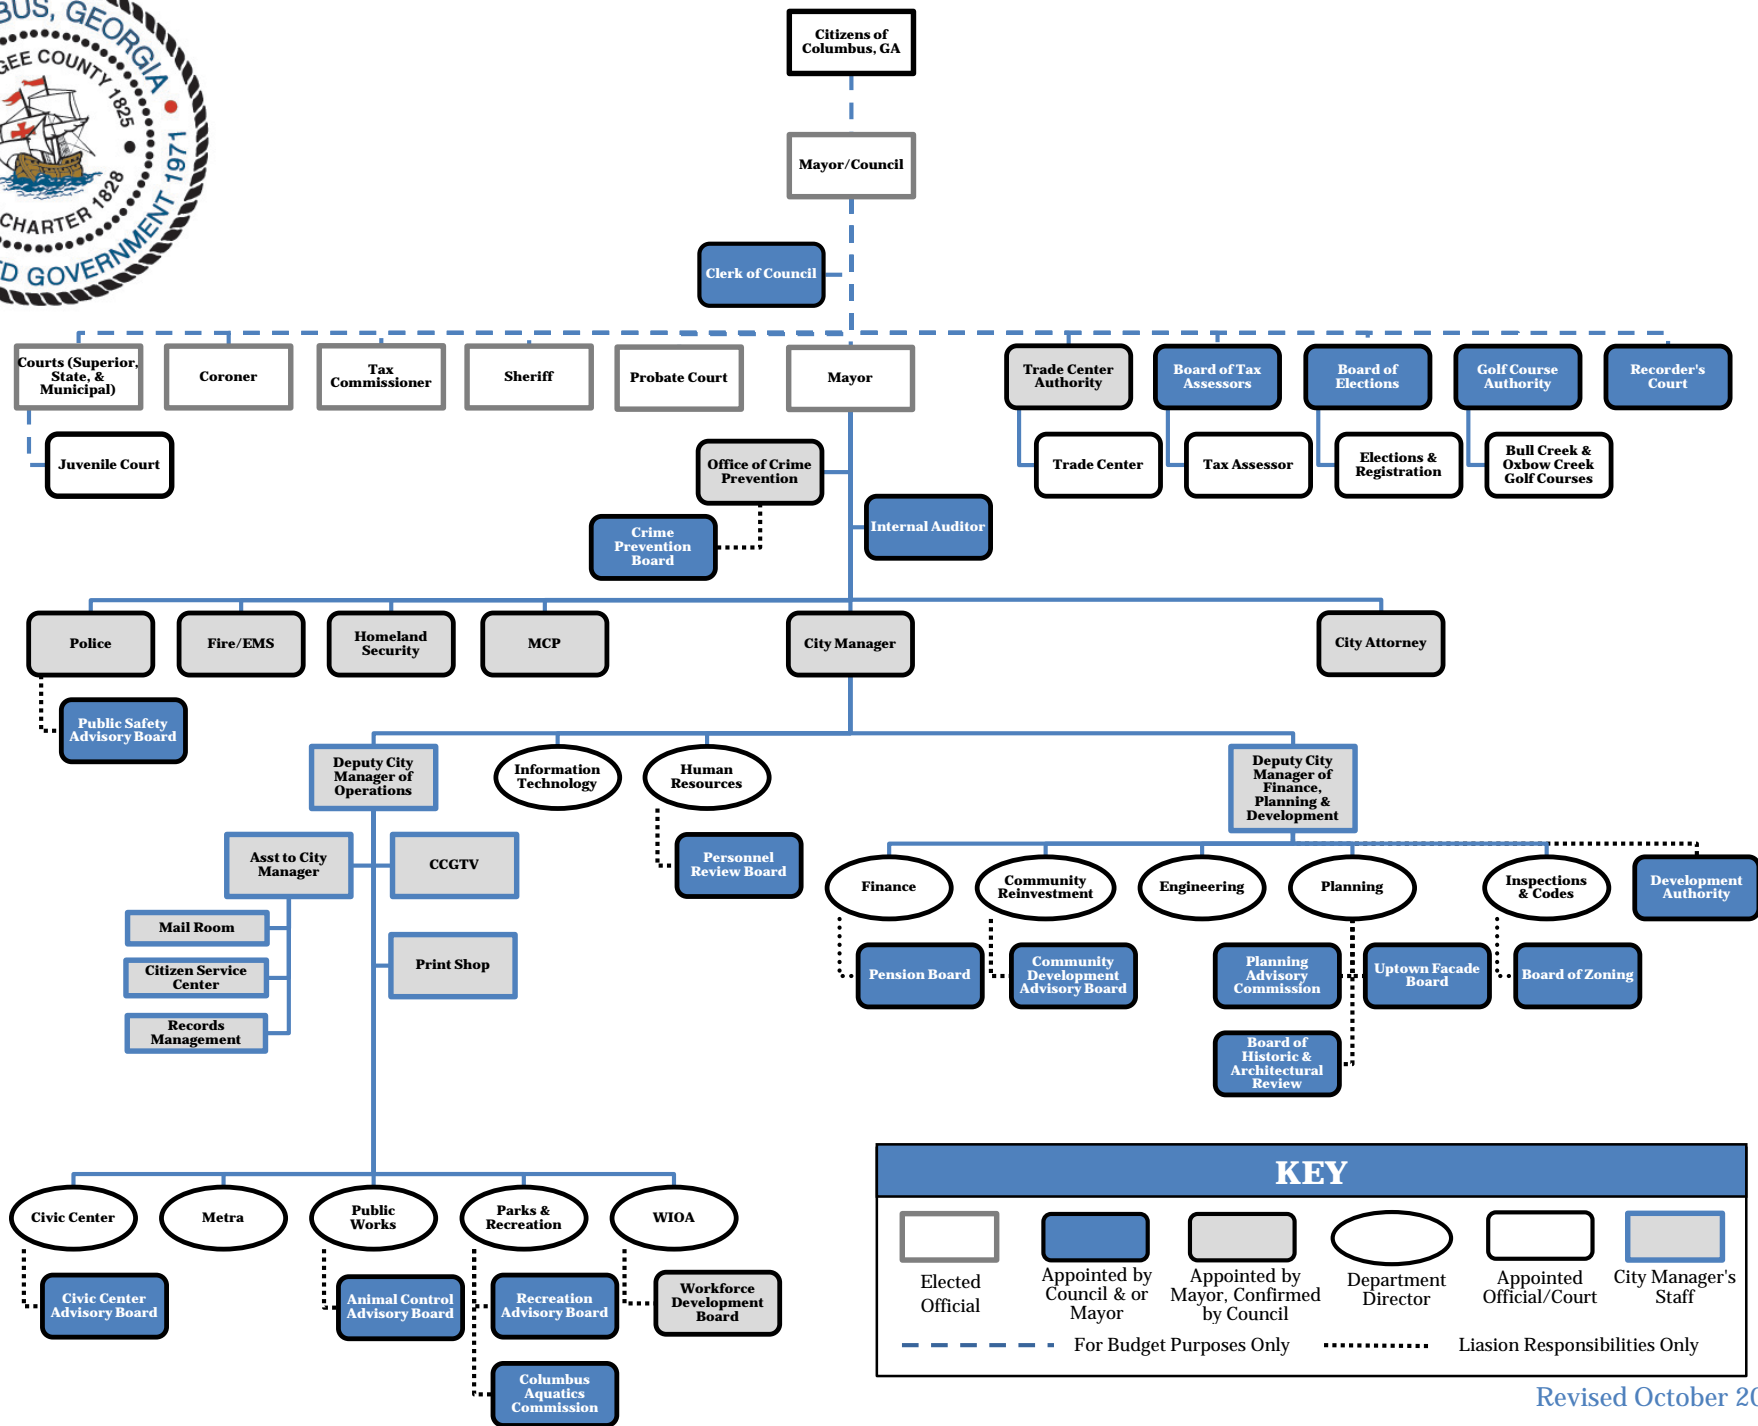 GEORGIA
COUNTY 1825
CHARTER 1828
GOVERNMENT 1971
Citizens of
Columbus, GA
Mayor/Council
Clerk of Council
Courts (Superior,
State, &
Municipal)
Coroner
Tax
Commissioner
Sheriff
Probate Court
Mayor
Trade Center
Authority
Board of Tax
Assessors
Board of
Elections
Golf Course
Authority
Recorder's
Court
Juvenile Court
Office of Crime
Prevention
Trade Center
Tax Assessor
Elections &
Registration
Bull Creek &
Oxbow Creek
Golf Courses
Crime
Prevention
Board
Internal Auditor
Police
Fire/EMS
Homeland
Security
MCP
City Manager
City Attorney
Public Safety
Advisory Board
Deputy City
Manager of
Operations
Information
Technology
Human
Resources
Deputy City
Manager of
Finance,
Planning &
Development
Asst to City
Manager
CCGTV
Personnel
Review Board
Finance
Community
Reinvestment
Engineering
Planning
Inspections
& Codes
Development
Authority
Mail Room
Citizen Service
Center
Records
Management
Print Shop
Pension Board
Community
Development
Advisory Board
Planning
Advisory
Commission
Uptown Facade
Board
Board of Zoning
Board of
Historic &
Architectural
Review
Civic Center
Metra
Public
Works
Parks &
Recreation
WIOA
Civic Center
Advisory Board
Animal Control
Advisory Board
Recreation
Advisory Board
Workforce
Development
Board
Columbus
Aquatics
Commission
KEY
Elected
Official
Appointed by
Council & or
Mayor
Appointed by
Mayor, Confirmed
by Council
Department
Director
Appointed
Official/Court
City Manager's
Staff
For Budget Purposes Only
Liasion Responsibilities Only
Revised October 20